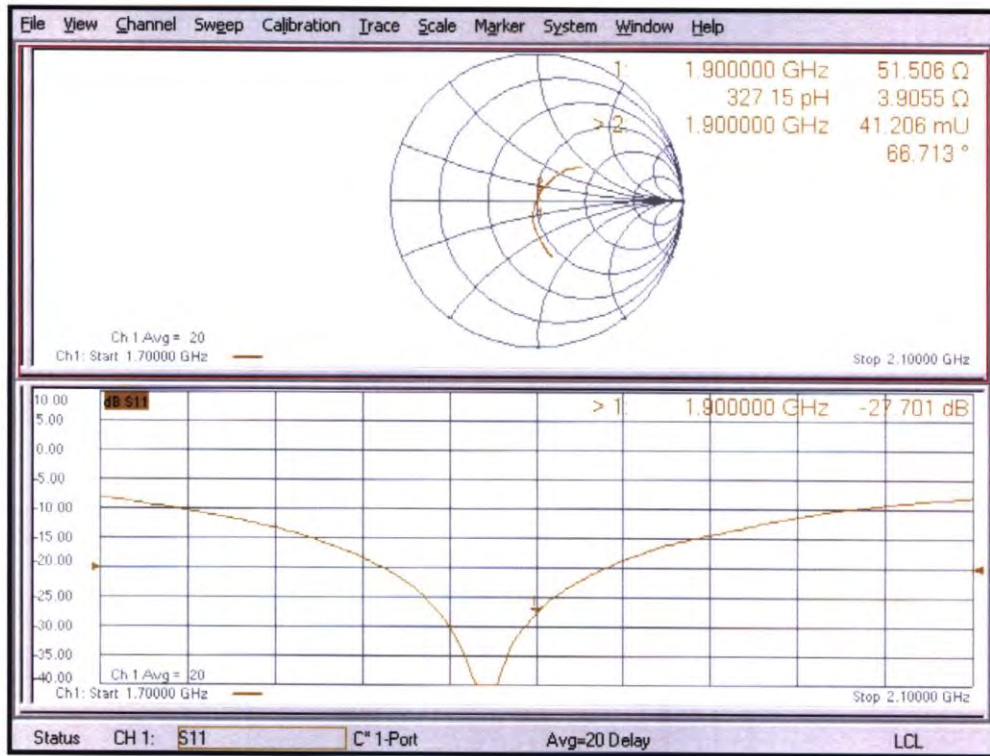 File View Channel Sweep Calibration Trace Scale Marker System Window Help
1: 1.900000 GHz 51.506 Ω
327.15 pH 3.9055 Ω
> 2: 1.900000 GHz 41.206 mU
66.713 °
Ch 1 Avg = 20
Ch1: Start 1.70000 GHz
Stop 2.10000 GHz
10.00
dB S11
> 1: 1.900000 GHz -27.701 dB
5.00
0.00
-5.00
-10.00
-15.00
-20.00
-25.00
1
-30.00
-35.00
-40.00
Ch 1 Avg = 20
Ch1: Start 1.70000 GHz
Stop 2.10000 GHz
Status CH 1: S11 C* 1-Port Avg=20 Delay LCL